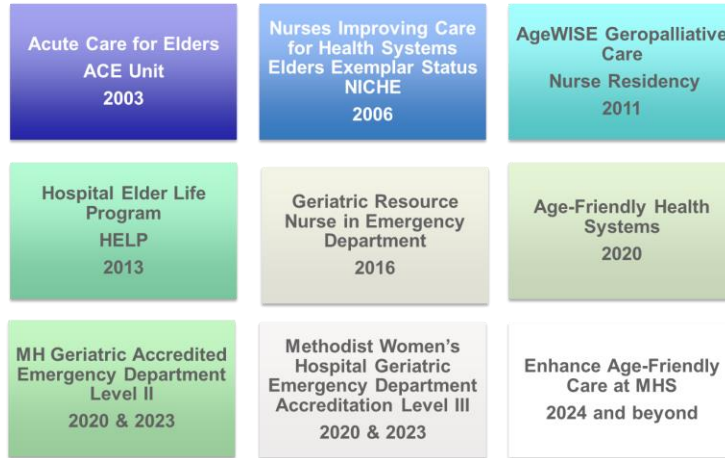 Acute Care for Elders
ACE Unit
2003
Nurses Improving Care
for Health Systems
Elders Exemplar Status
NICHE
2006
AgeWISE Geropalliative
Care
Nurse Residency
2011
Hospital Elder Life
Program
HELP
2013
Geriatric Resource
Nurse in Emergency
Department
2016
Age-Friendly Health
Systems
2020
MH Geriatric Accredited
Emergency Department
Level II
2020 & 2023
Methodist Women's
Hospital Geriatric
Emergency Department
Accreditation Level III
2020 & 2023
Enhance Age-Friendly
Care at MHS
2024 and beyond